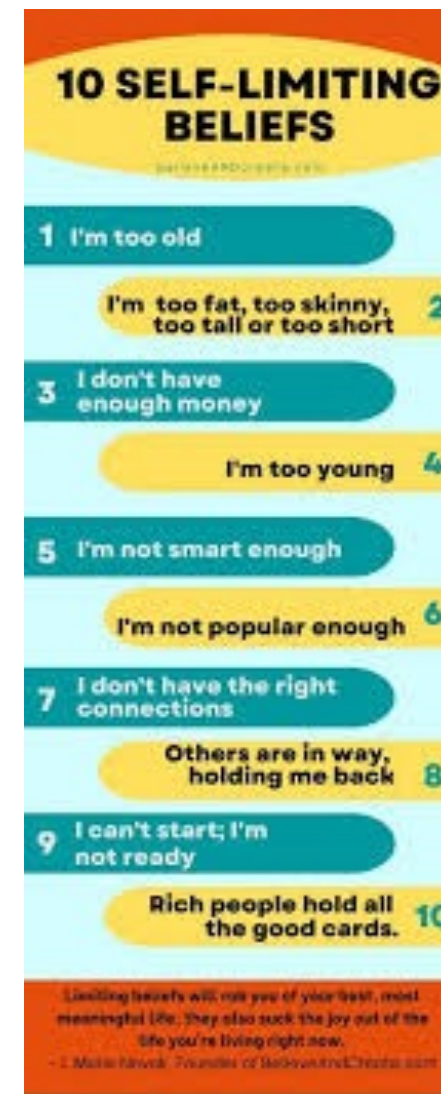 10 SELF-LIMITING
BELIEFS
1 I'm too old
I'm too fat, too skinny, 2
too tall or too short
3 I don't have
enough money
I'm too young 4
5 I'm not smart enough
I'm not popular enough 6
7 I don't have the right
connections
Others are in way, 8
holding me back
9 I can't start; I'm
not ready
Rich people hold all 10
the good cards.
Limiting beliefs will rob you of your best, most
meaningful life; they also suck the joy out of the
life you're living right now.
Founder of BelieveAndCreate.com